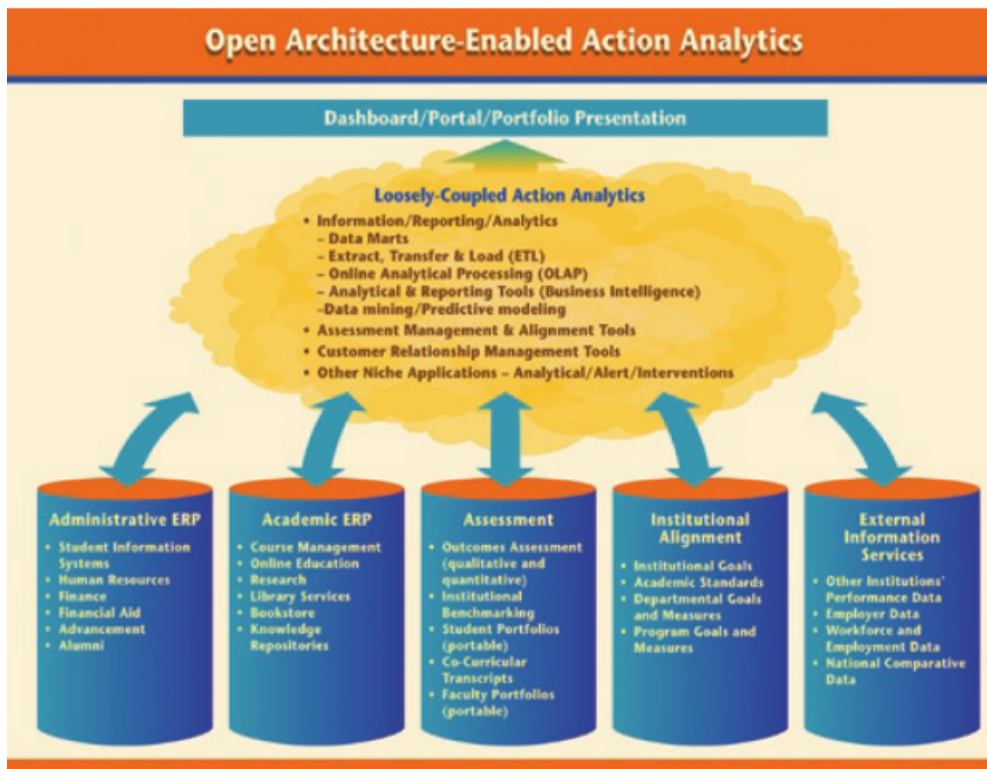 Open Architecture-Enabled Action Analytics
Dashboard/Portal/Portfolio Presentation
Loosely-Coupled Action Analytics
• Information/Reporting/Analytics
– Data Marts
– Extract, Transfer & Load (ETL)
– Online Analytical Processing (OLAP)
– Analytical & Reporting Tools (Business Intelligence)
–Data mining/Predictive modeling
• Assessment Management & Alignment Tools
• Customer Relationship Management Tools
• Other Niche Applications – Analytical/Alert/Interventions
Administrative ERP
• Student Information
Systems
• Human Resources
• Finance
• Financial Aid
• Advancement
• Alumni
Academic ERP
• Course Management
• Online Education
• Research
• Library Services
• Bookstore
• Knowledge
Repositories
Assessment
• Outcomes Assessment
(qualitative and
quantitative)
• Institutional
Benchmarking
• Student Portfolios
(portable)
• Co-Curricular
Transcripts
• Faculty Portfolios
(portable)
Institutional
Alignment
• Institutional Goals
• Academic Standards
• Departmental Goals
and Measures
• Program Goals and
Measures
External
Information
Services
• Other Institutions'
Performance Data
• Employer Data
• Workforce and
Employment Data
• National Comparative
Data